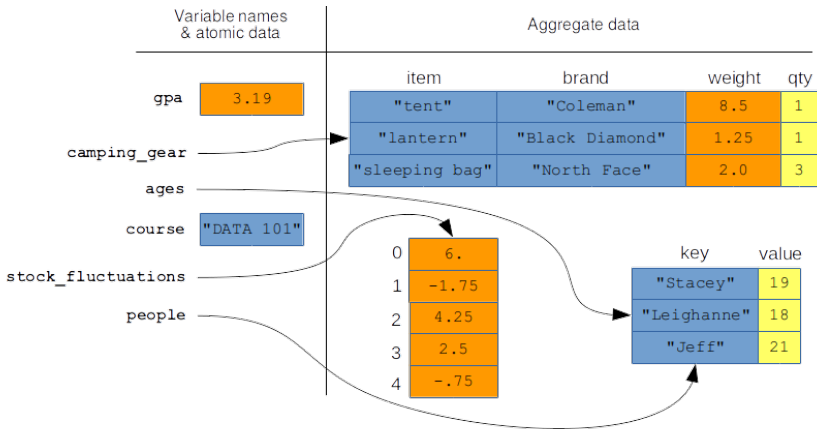 Variable names
& atomic data
Aggregate data
gpa 3.19
item brand weight qty
"tent" "Coleman" 8.5 1
camping_gear "lantern" "Black Diamond" 1.25 1
"sleeping bag" "North Face" 2.0 3
ages
course "DATA 101"
stock_fluctuations
people
0 6.
1 -1.75
2 4.25
3 2.5
4 -.75
key value
"Stacey" 19
"Leighanne" 18
"Jeff" 21